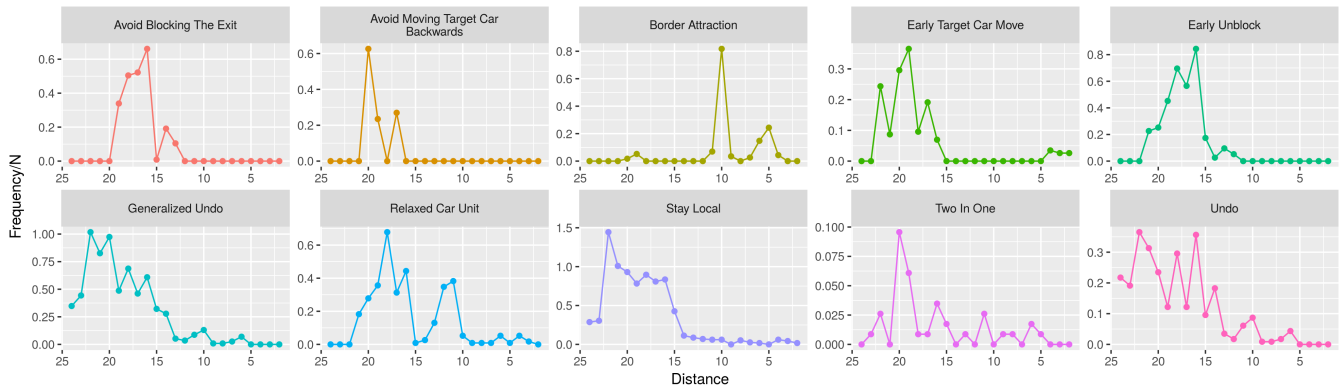 Avoid Blocking The Exit
Avoid Moving Target Car
Backwards
Border Attraction
Early Target Car Move
Early Unblock
0.6
0.4
0.2
0.0
25 20 15 10 5
0.6
0.4
0.2
0.0
25 20 15 10 5
0.8
0.6
0.4
0.2
0.0
25 20 15 10 5
0.3
0.2
0.1
0.0
25 20 15 10 5
0.8
0.6
0.4
0.2
0.0
25 20 15 10 5
Frequency/N
Generalized Undo
Relaxed Car Unit
Stay Local
Two In One
Undo
1.00
0.75
0.50
0.25
0.00
25 20 15 10 5
0.6
0.4
0.2
0.0
25 20 15 10 5
1.5
1.0
0.5
0.0
25 20 15 10 5
0.100
0.075
0.050
0.025
0.000
25 20 15 10 5
0.3
0.2
0.1
0.0
25 20 15 10 5
Distance